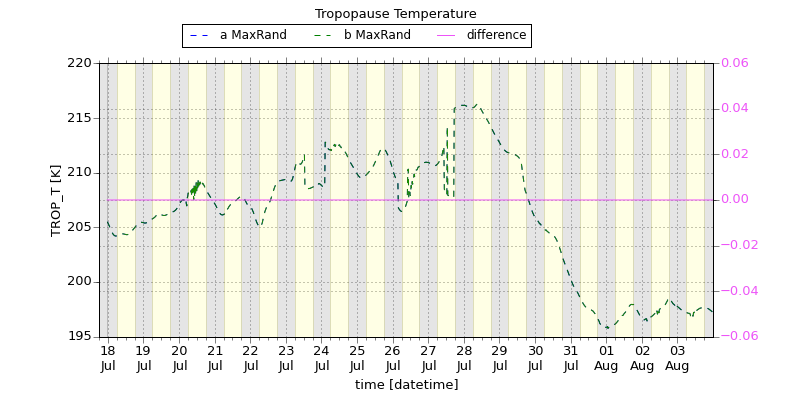 Tropopause Temperature
a MaxRand b MaxRand difference
220 0.06
215 0.04
0.02
210
0.00
205
−0.02
200
−0.04
195 −0.06
TROP_T [K]
18 19 20 21 22 23 24 25 26 27 28 29 30 31 01 02 03
Jul Jul Jul Jul Jul Jul Jul Jul Jul Jul Jul Jul Jul Jul Aug Aug Aug
time [datetime]